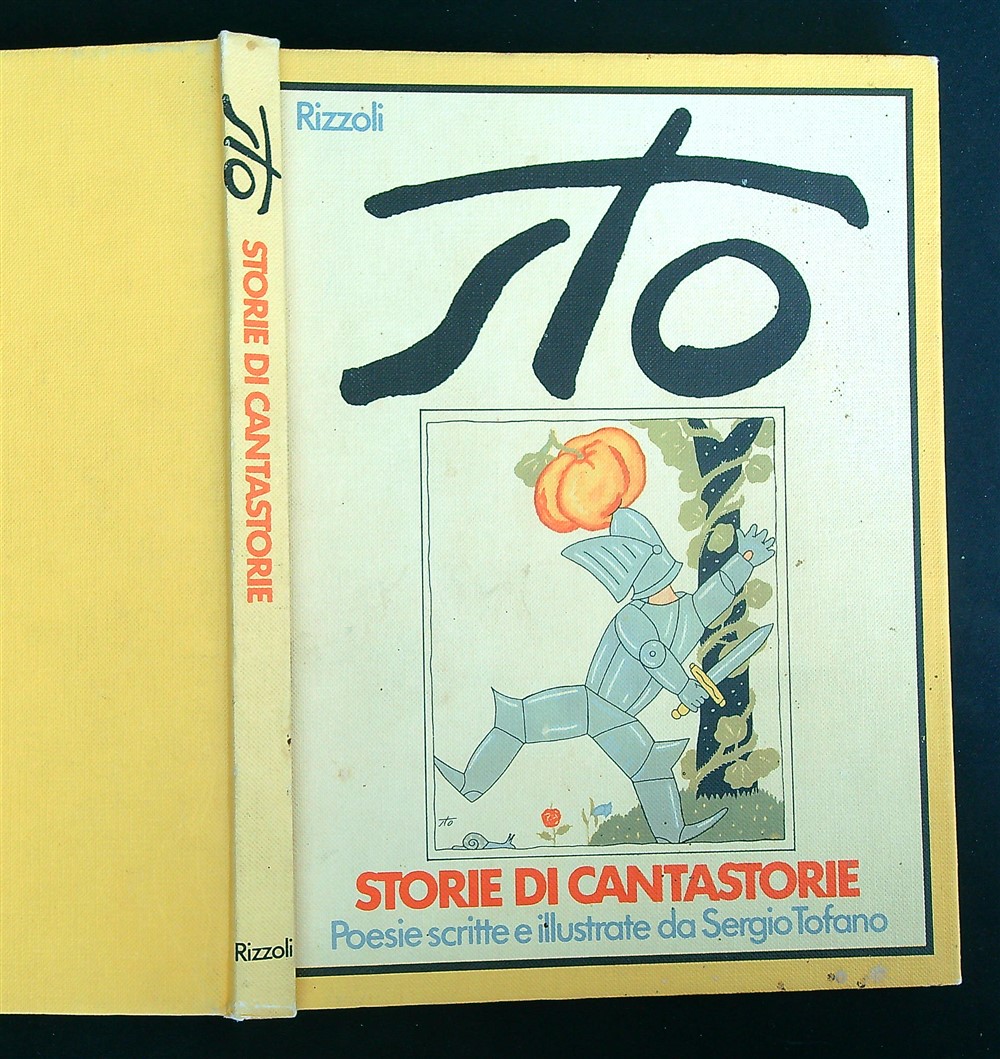 sto
STORIE DI CANTASTORIE
Rizzoli
Rizzoli
sto
sto
STORIE DI CANTASTORIE
Poesie scritte e illustrate da Sergio Tofano